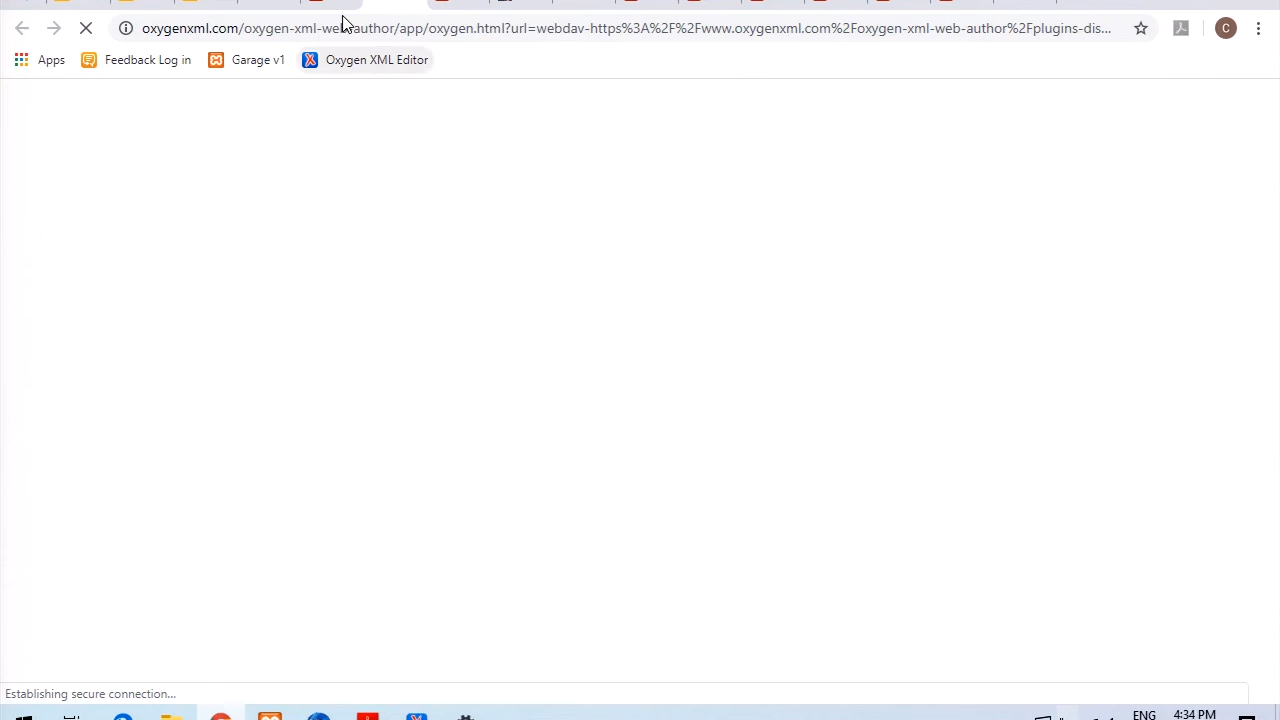 oxygenxml.com/oxygen-xml-web-author/app/oxygen.html?url=webdav-https%3A%2F%2Fwww.oxygenxml.com%2Foxygen-xml-web-author%2Fplugins-dis...
C
Apps Feedback Log in Garage v1 Oxygen XML Editor
Establishing secure connection...
ENG 4:34 PM